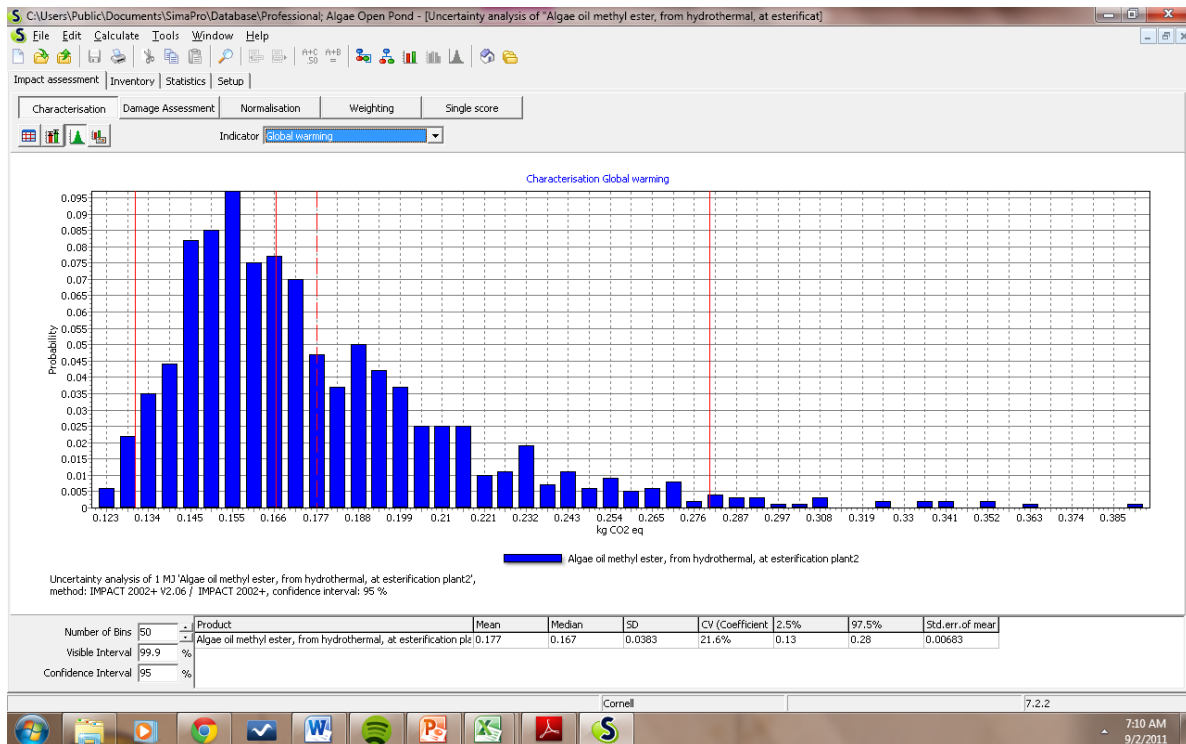 C:\Users\Public\Documents\SimaPro\Database\Professional; Algae Open Pond - [Uncertainty analysis of "Algae oil methyl ester, from hydrothermal, at esterificat]
File Edit Calculate Tools Window Help
A+C SO A+B =
Impact assessment Inventory Statistics Setup
Characterisation Damage Assessment Normalisation Weighting Single score
Indicator Global warming
Characterisation Global warming
0.095
0.09
0.085
0.08
0.075
0.07
0.065
0.06
0.055
0.05
0.045
0.04
0.035
0.03
0.025
0.02
0.015
0.01
0.005
0
Probability
0.123 0.134 0.145 0.155 0.166 0.177 0.188 0.199 0.21 0.221 0.232 0.243 0.254 0.265 0.276 0.287 0.297 0.308 0.319 0.33 0.341 0.352 0.363 0.374 0.385
kg CO2 eq
Algae oil methyl ester, from hydrothermal, at esterification plant2
Uncertainty analysis of 1 MJ 'Algae oil methyl ester, from hydrothermal, at esterification plant2',
method: IMPACT 2002+ V2.06 / IMPACT 2002+, confidence interval: 95 %
Number of Bins 50
Visible Interval 99.9 %
Confidence Interval 95 %
Product Mean Median SD CV (Coefficient 2.5% 97.5% Std.err.of mear
Algae oil methyl ester, from hydrothermal, at esterification pla 0.177 0.167 0.0383 21.6% 0.13 0.28 0.00683
Cornell 7.2.2
7:10 AM
9/2/2011